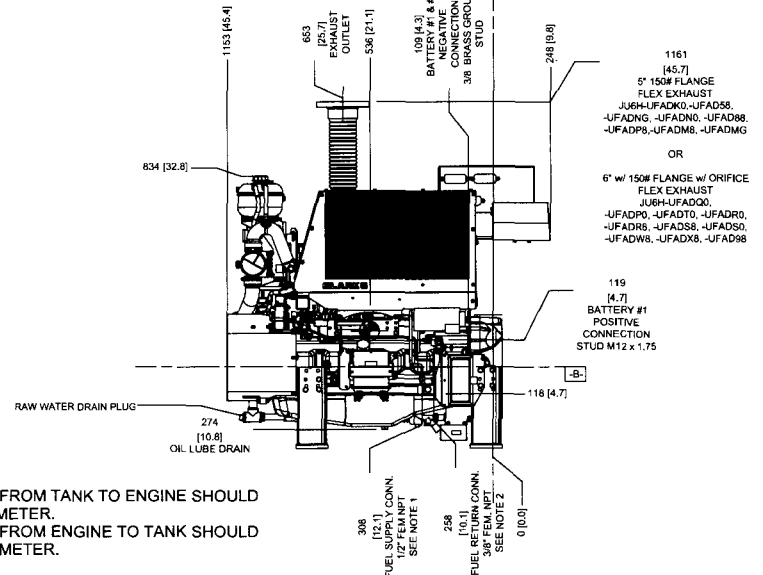 1153 [45.4]
653
[25.7]
EXHAUST
OUTLET
536 [21.1]
109 [4.3]
BATTERY #1 &
NEGATIVE
CONNECTION
3/8 BRASS GROU
STUD
248 [9.8]
1161
[45.7]
5" 150# FLANGE
FLEX EXHAUST
JU6H-UFADK0,-UFAD58,
-UFADNG, -UFADN0, -UFAD88,
-UFADP8,-UFADM8, -UFADMG
OR
6" w/ 150# FLANGE w/ ORIFICE
FLEX EXHAUST
JU6H-UFADQ0,
-UFADP0, -UFADT0, -UFADR0,
-UFADR8, -UFADS8, -UFADS0,
-UFADW8, -UFADX8, -UFAD98
834 [32.8]
CLARKE
119
[4.7]
BATTERY #1
POSITIVE
CONNECTION
STUD M12 x 1.75
-B-
118 [4.7]
RAW WATER DRAIN PLUG
274
[10.8]
OIL LUBE DRAIN
308
[12.1]
FUEL SUPPLY CONN.
1/2" FEM NPT
SEE NOTE 1
258
[10.1]
FUEL RETURN CONN.
3/8" FEM. NPT
SEE NOTE 2
0 [0.0]
FROM TANK TO ENGINE SHOULD
METER.
FROM ENGINE TO TANK SHOULD
METER.